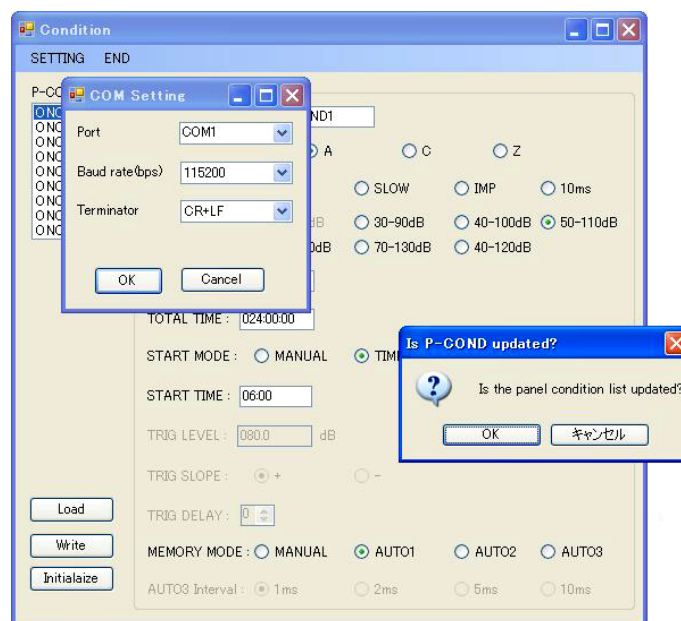 Condition
SETTING END
P-CO
COM Setting
Port COM1
Baud rate(bps) 115200
Terminator CR+LF
OK Cancel
ONC
ONC
ONC
ONC
ONC
ONC
ONC
ONC
ONC
ND1
A C Z
SLOW IMP 10ms
dB 30-90dB 40-100dB 50-110dB
0dB 70-130dB 40-120dB
TOTAL TIME : 024:00:00
START MODE : MANUAL TIM
START TIME : 06:00
TRIG LEVEL : 080.0 dB
TRIG SLOPE : + -
TRIG DELAY : 0
MEMORY MODE : MANUAL AUTO1 AUTO2 AUTO3
AUTO3 Interval : 1ms 2ms 5ms 10ms
Load
Write
Initialaize
Is P-COND updated?
Is the panel condition list updated?
OK キャンセル